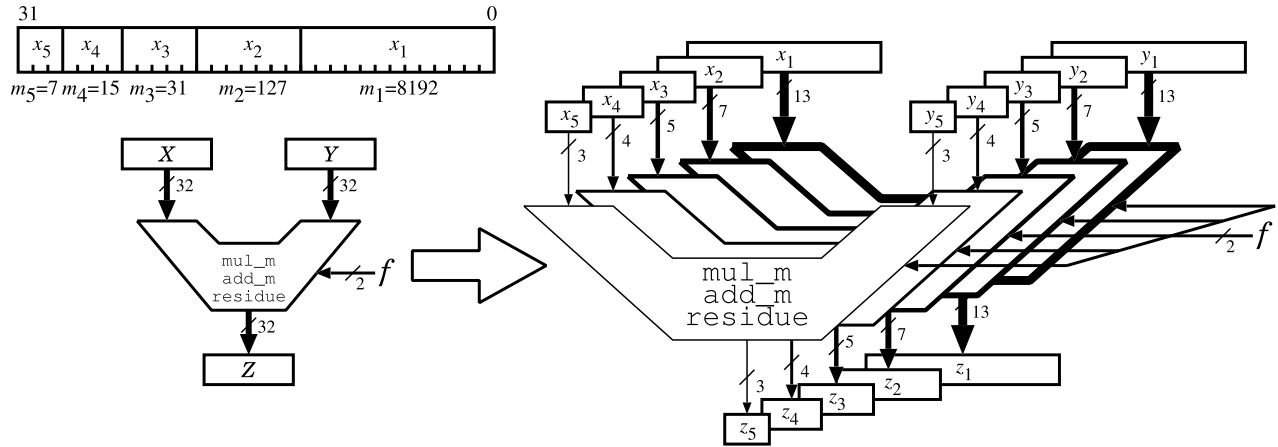 31 0
x5 x4 x3 x2 x1
m5=7 m4=15 m3=31 m2=127 m1=8192
X Y
32 32
mul_m
add_m
residue
2 f
32
Z
x1 y1
x2 y2
x3 y3
x4 y4
x5 y5
13 13
7 7
5 5
4 4
3 3
2 f
mul_m
add_m
residue
13
7
5
4
3
z1
z2
z3
z4
z5